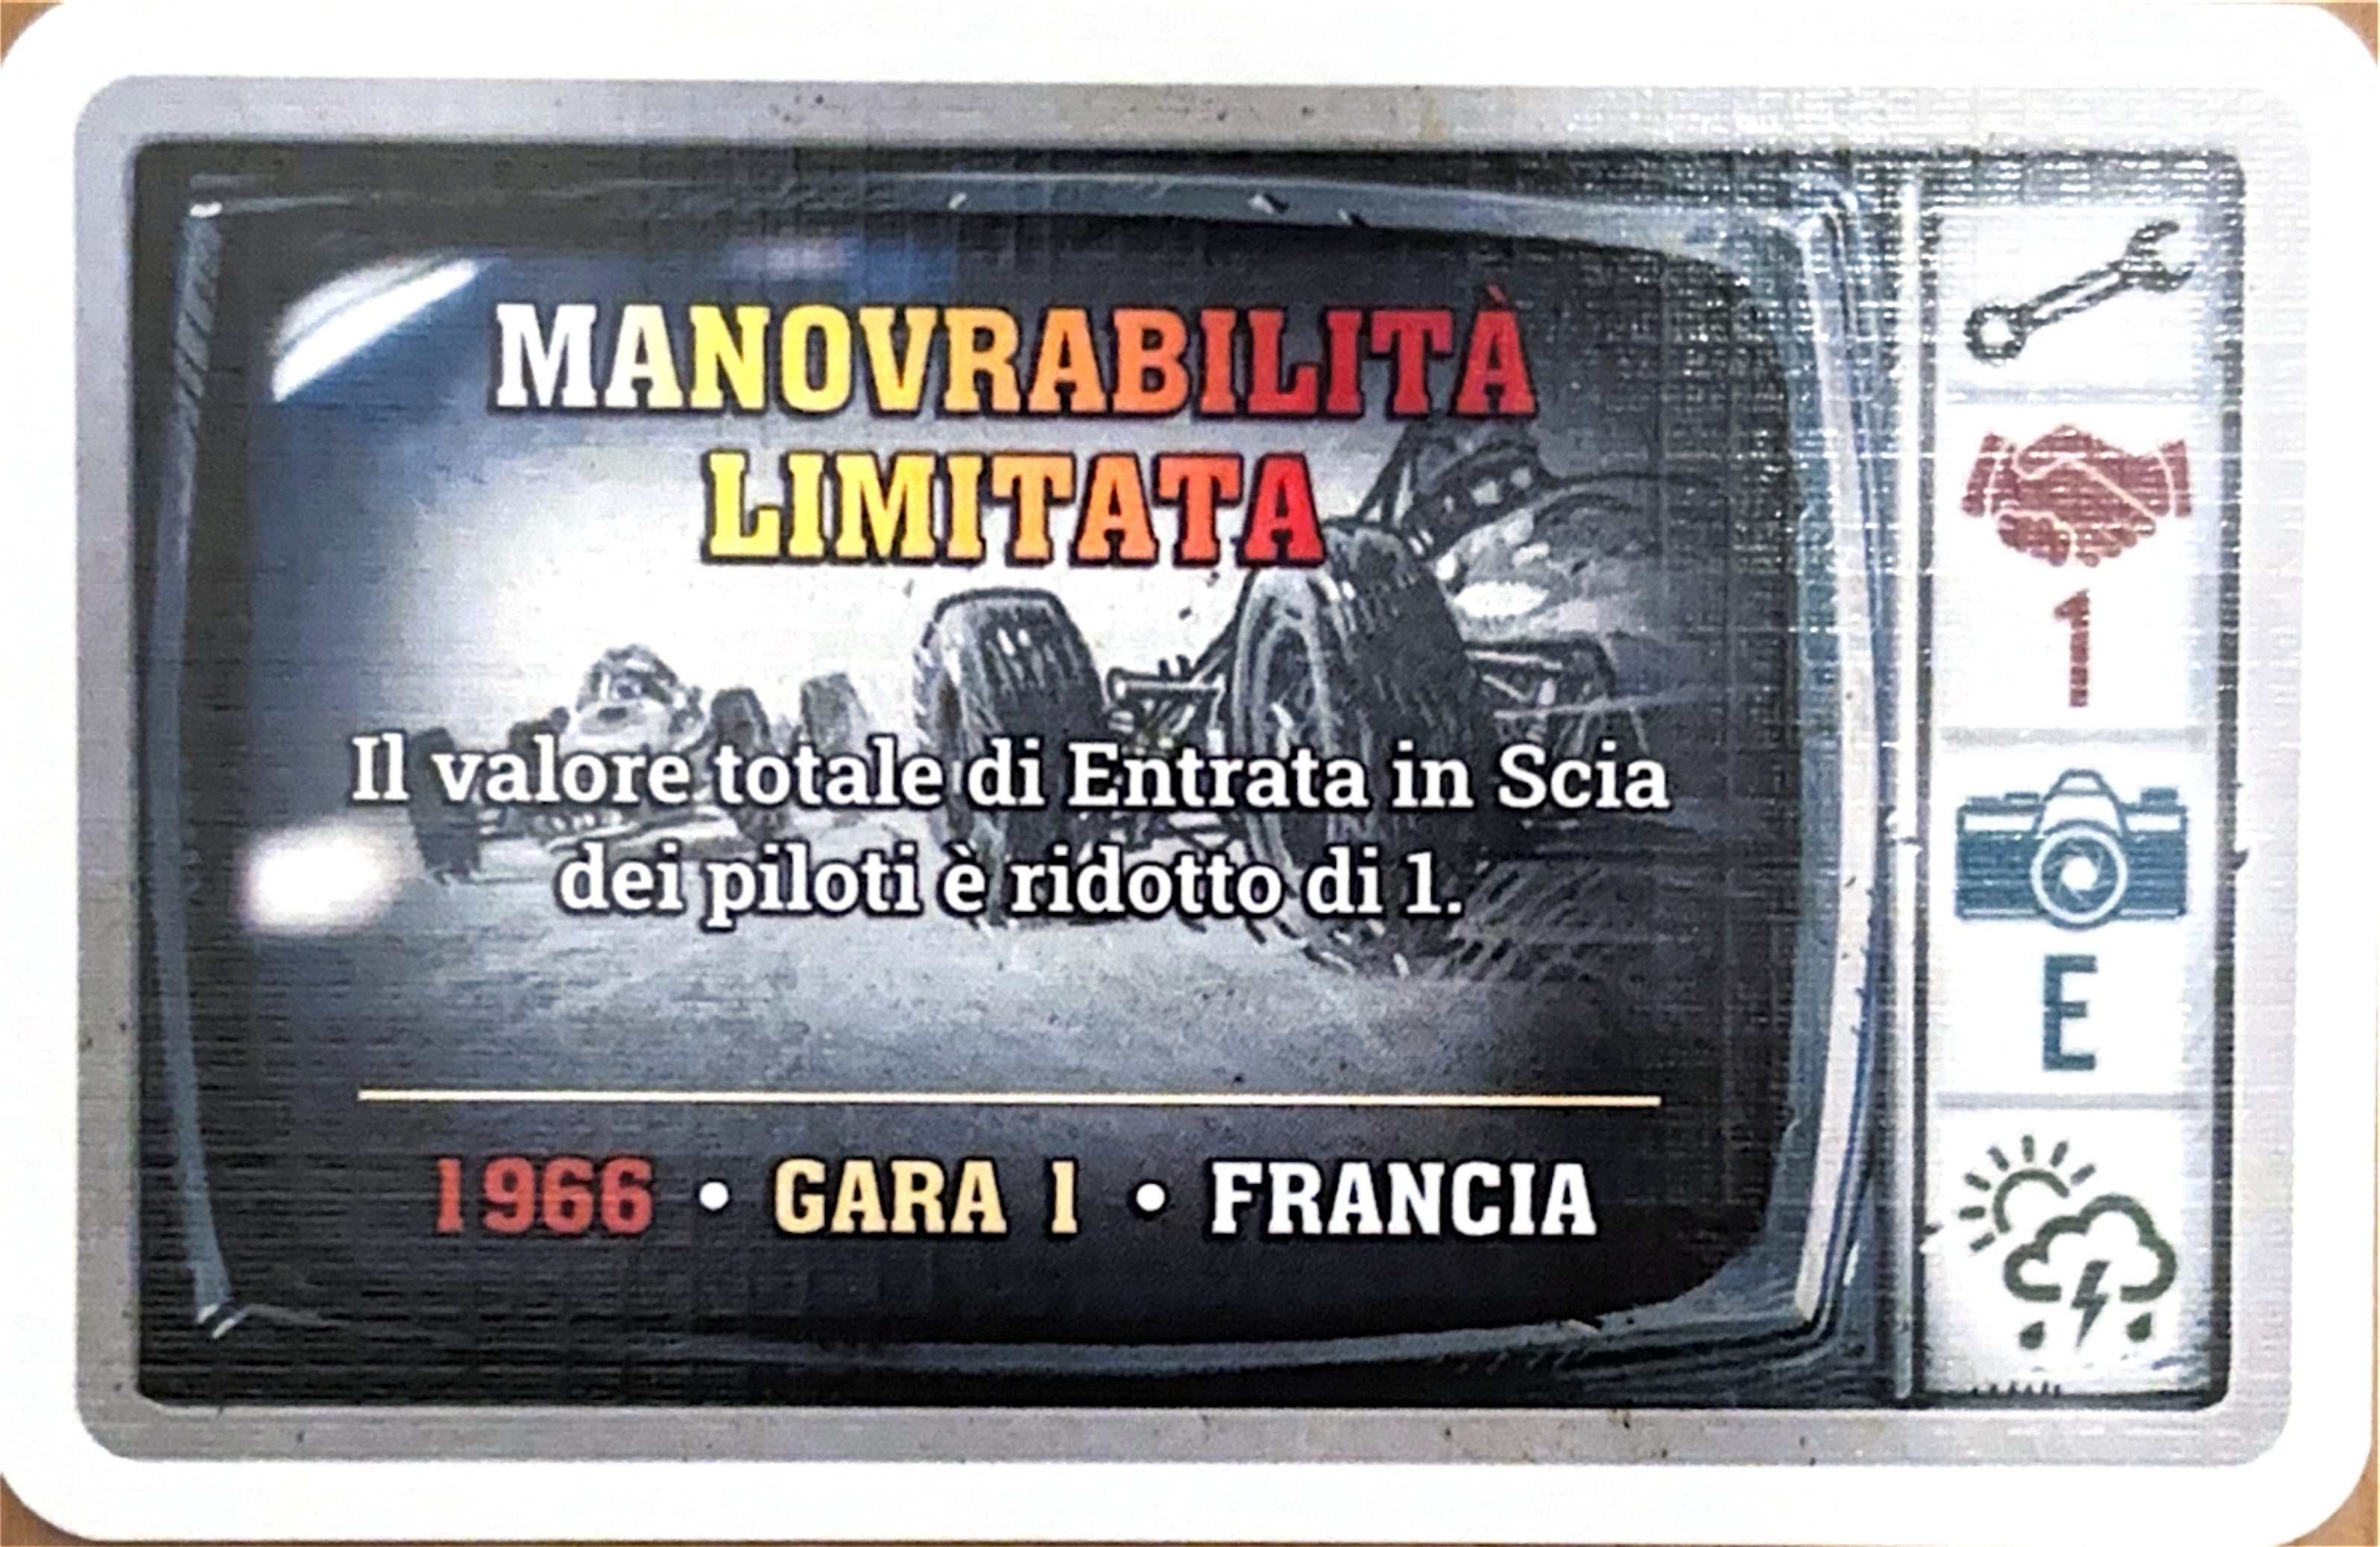 MANOVRABILITÀ
LIMITATA
Il valore totale di Entrata in Scia
dei piloti è ridotto di 1.
1966 • GARA 1 • FRANCIA
1
E